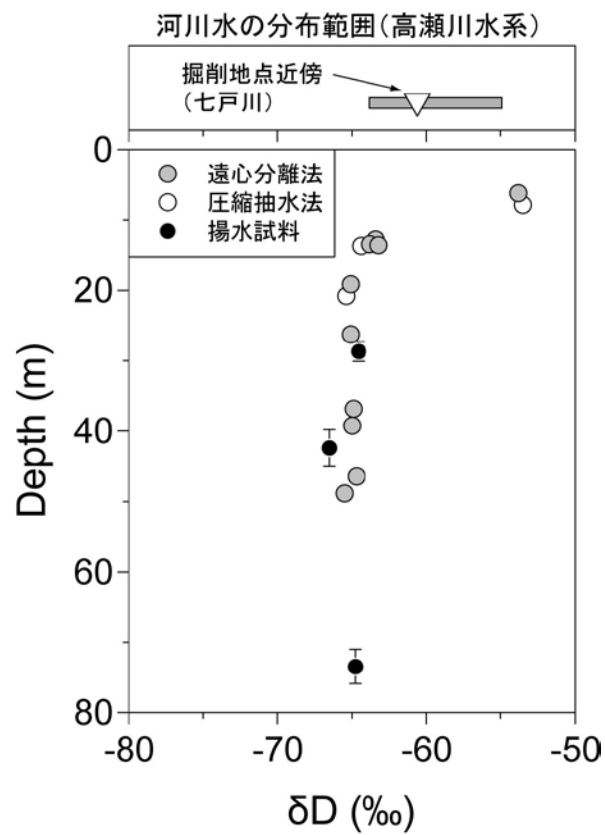 河川水の分布範囲(高瀬川水系)
掘削地点近傍
(七戸川)
遠心分離法
圧縮抽水法
揚水試料
0
20
40
60
80
Depth (m)
-80 -70 -60 -50
δD (‰)